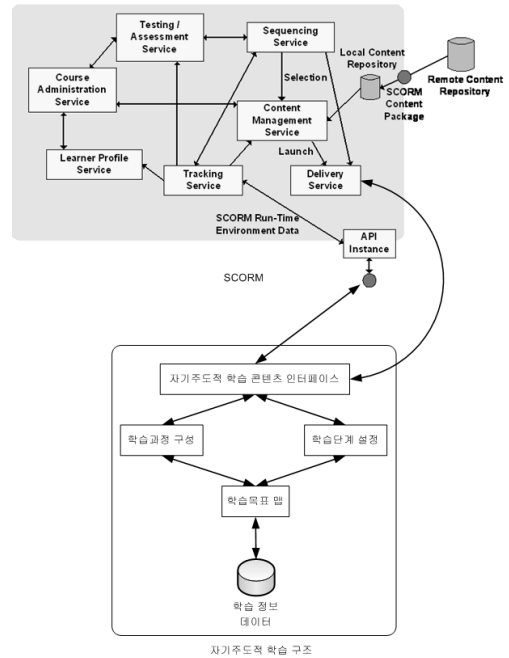 Testing /
Assessment
Service
Sequencing
Service
Local Content
Repository
Remote Content
Repository
Selection
SCORM
Content
Package
Course
Administration
Service
Content
Management
Service
Learner Profile
Service
Launch
Tracking
Service
Delivery
Service
SCORM Run-Time
Environment Data
API
Instance
SCORM
자기주도적 학습 콘텐츠 인터페이스
학습과정 구성
학습단계 설정
학습목표 맵
학습 정보
데이터
자기주도적 학습 구조